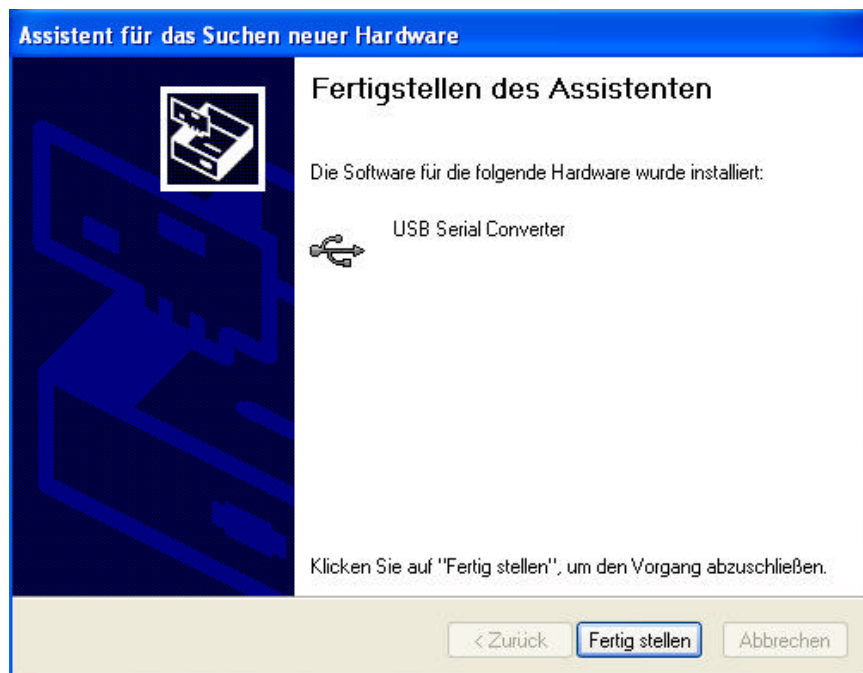 Assistent für das Suchen neuer Hardware
Fertigstellen des Assistenten
Die Software für die folgende Hardware wurde installiert:
USB Serial Converter
Klicken Sie auf "Fertig stellen", um den Vorgang abzuschließen.
< Zurück Fertig stellen Abbrechen